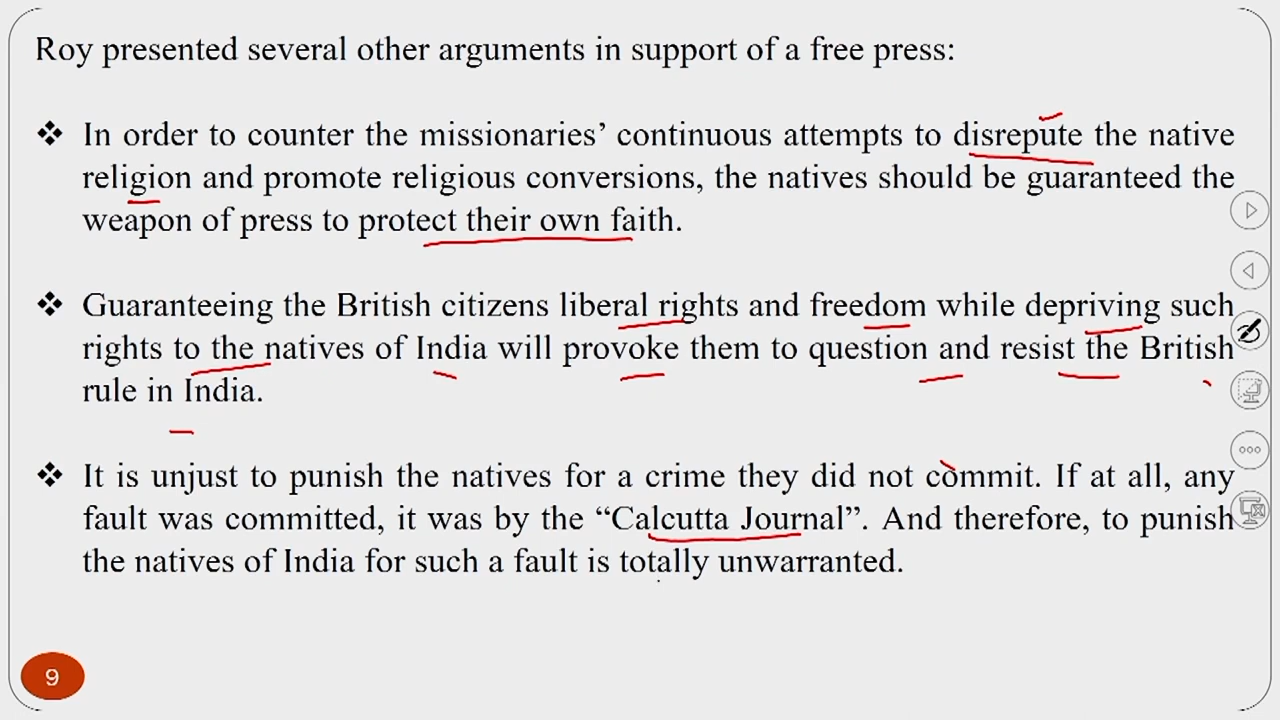 Roy presented several other arguments in support of a free press:
❖ In order to counter the missionaries’ continuous attempts to disrepute the native
religion and promote religious conversions, the natives should be guaranteed the
weapon of press to protect their own faith.
❖ Guaranteeing the British citizens liberal rights and freedom while depriving such
rights to the natives of India will provoke them to question and resist the British
rule in India.
❖ It is unjust to punish the natives for a crime they did not commit. If at all, any
fault was committed, it was by the “Calcutta Journal”. And therefore, to punish
the natives of India for such a fault is totally unwarranted.
9